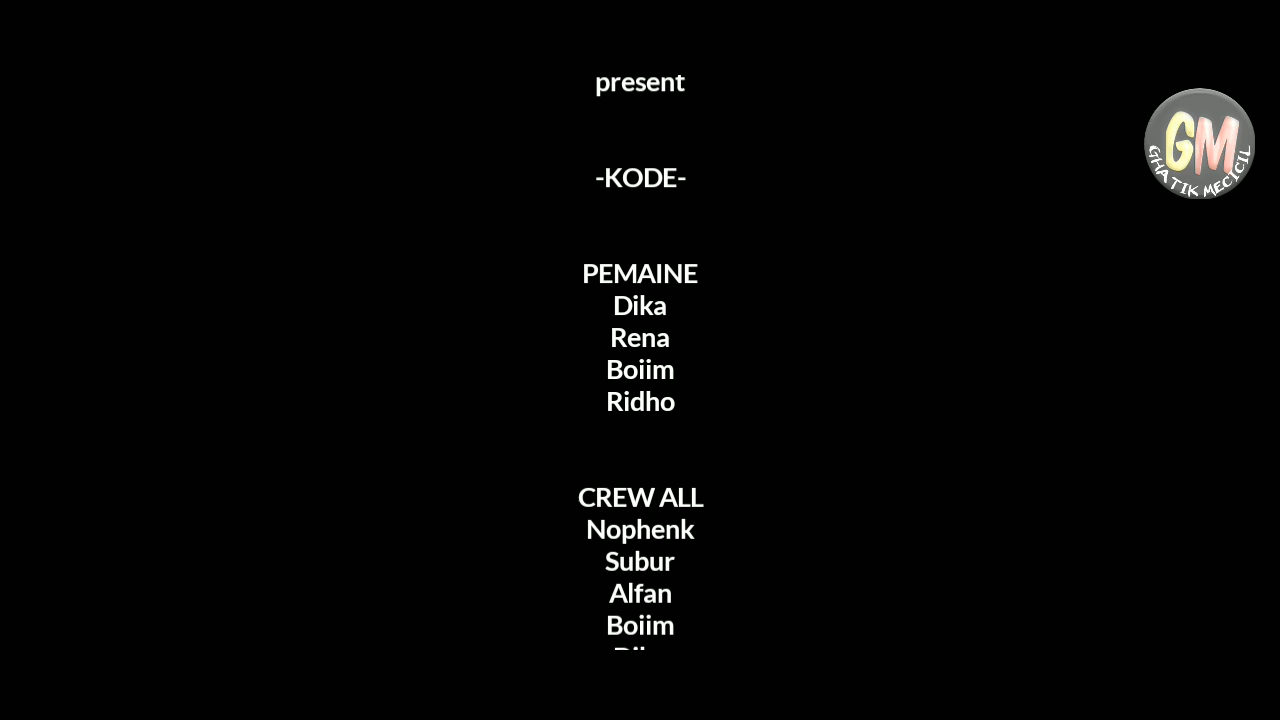 present
-KODE-
PEMAINE
Dika
Rena
Boiim
Ridho
CREW ALL
Nophenk
Subur
Alfan
Boiim
GM
GHATIK MECICIL